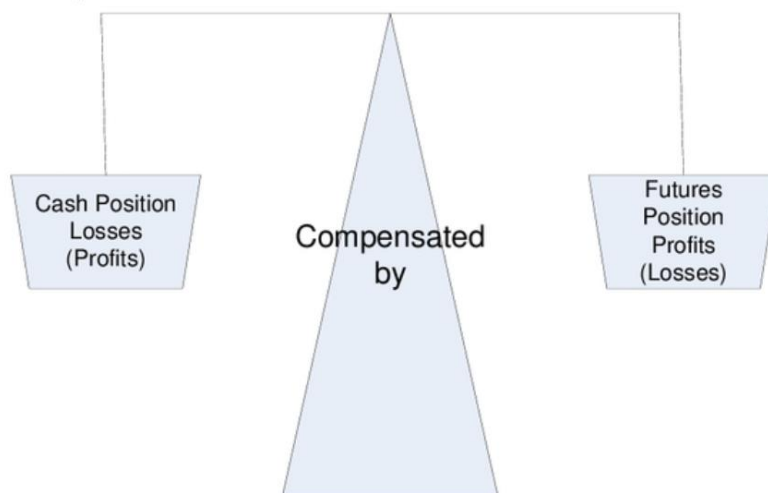 Cash Position
Losses
(Profits)
Compensated
by
Futures
Position
Profits
(Losses)